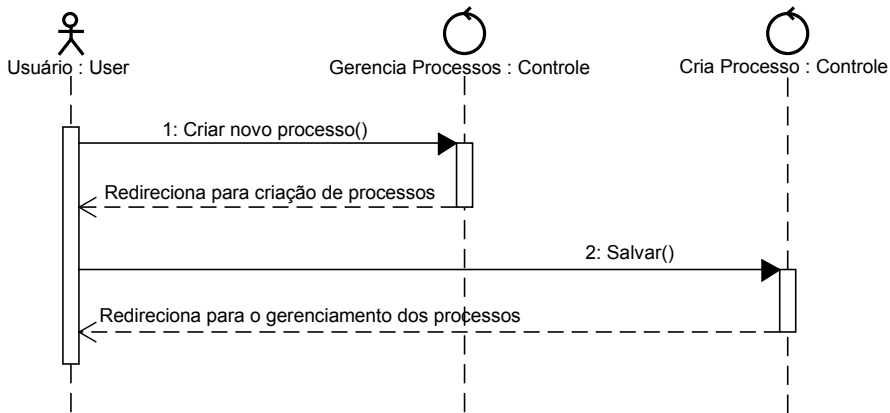 Usuário : User
Gerencia Processos : Controle
Cria Processo : Controle
1: Criar novo processo()
Redireciona para criação de processos
2: Salvar()
Redireciona para o gerenciamento dos processos